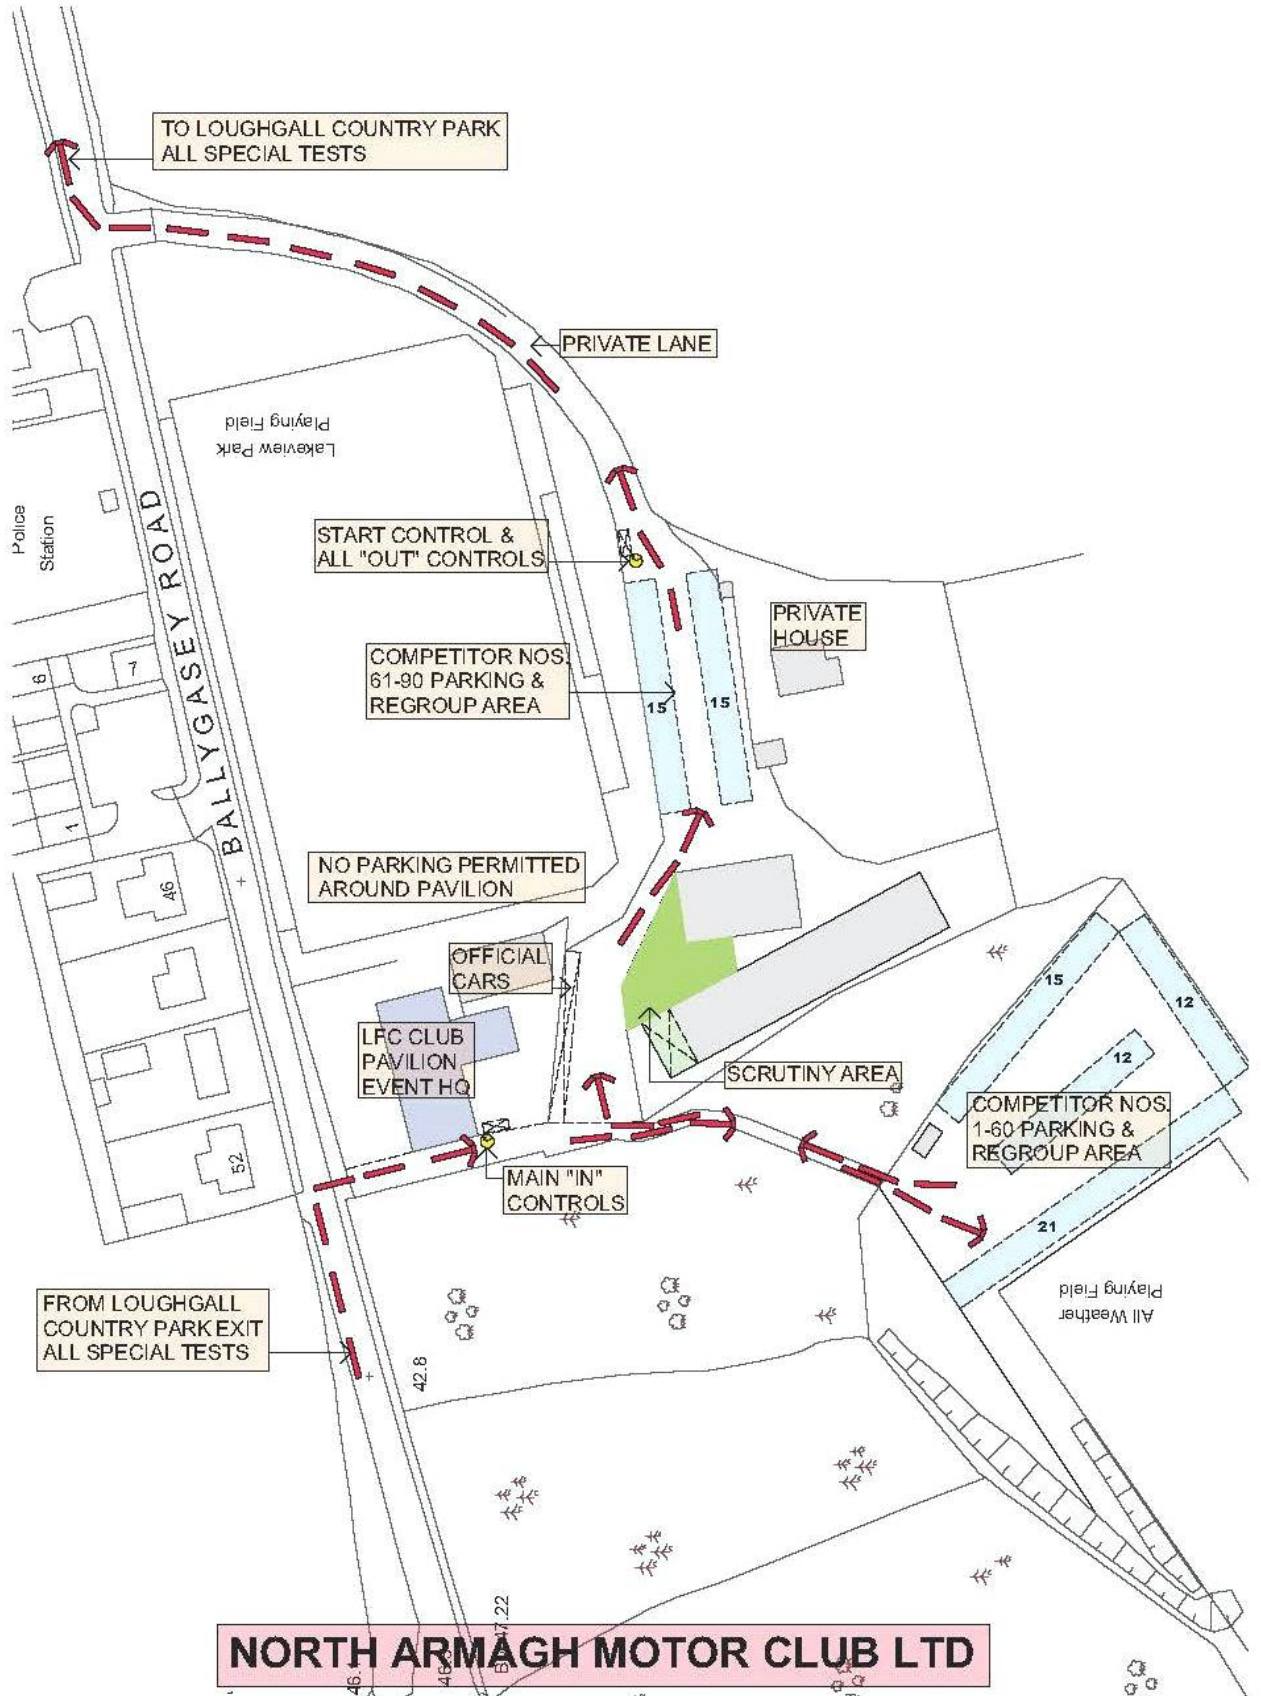 TO LOUGHGALL COUNTRY PARK
ALL SPECIAL TESTS
PRIVATE LANE
Lakeview Park
Playing Field
Police
Station
BALLYGASEY ROAD
START CONTROL &
ALL "OUT" CONTROLS
PRIVATE
HOUSE
COMPETITOR NOS.
61-90 PARKING &
REGROUP AREA
15
15
6
7
1
46
NO PARKING PERMITTED
AROUND PAVILION
OFFICIAL
CARS
LFC CLUB
PAVILION
EVENT HQ
SCRUTINY AREA
15
12
12
COMPETITOR NOS.
1-60 PARKING &
REGROUP AREA
21
52
MAIN "IN"
CONTROLS
All Weather
Playing Field
FROM LOUGHGALL
COUNTRY PARK EXIT
ALL SPECIAL TESTS
42.8
NORTH ARMAGH MOTOR CLUB LTD